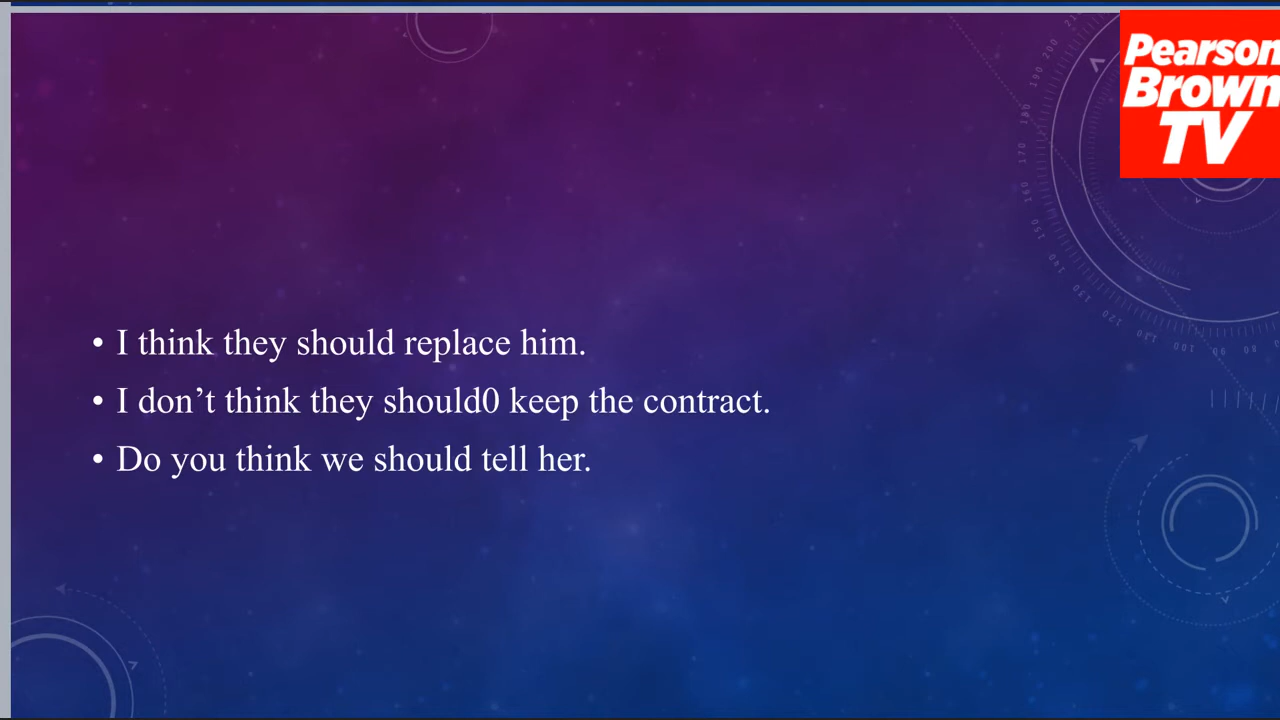 Pearson
Brown
TV
• I think they should replace him.
• I don’t think they should0 keep the contract.
• Do you think we should tell her.